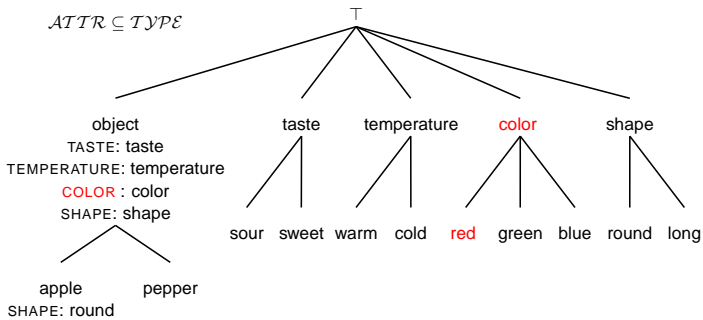 𝒜𝒯𝒯ℛ ⊆ 𝒯𝒴𝒫ℰ
⊤
object taste temperature color shape
TASTE: taste
TEMPERATURE: temperature
COLOR : color
SHAPE: shape
sour sweet warm cold red green blue round long
apple pepper
SHAPE: round